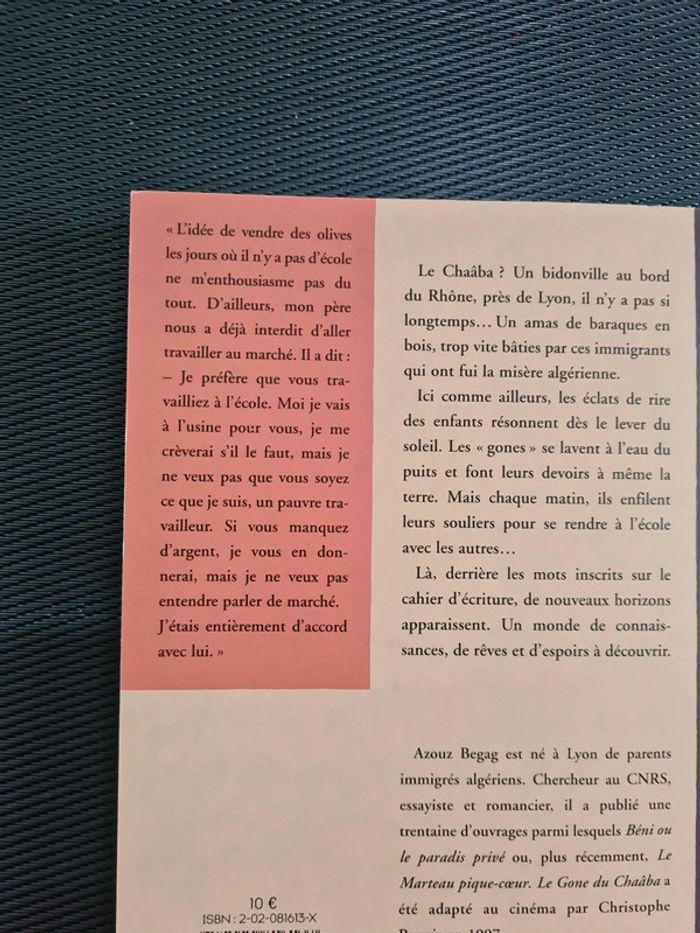 « L'idée de vendre des olives
les jours où il n'y a pas d'école
ne m'enthousiasme pas du
tout. D'ailleurs, mon père
nous a déjà interdit d'aller
travailler au marché. Il a dit :
– Je préfère que vous tra-
vailliez à l'école. Moi je vais
à l'usine pour vous, je me
crèverai s'il le faut, mais je
ne veux pas que vous soyez
ce que je suis, un pauvre tra-
vailleur. Si vous manquez
d'argent, je vous en don-
nerai, mais je ne veux pas
entendre parler de marché.
J'étais entièrement d'accord
avec lui. »
Le Chaâba ? Un bidonville au bord
du Rhône, près de Lyon, il n'y a pas si
longtemps… Un amas de baraques en
bois, trop vite bâties par ces immigrants
qui ont fui la misère algérienne.
Ici comme ailleurs, les éclats de rire
des enfants résonnent dès le lever du
soleil. Les « gones » se lavent à l'eau du
puits et font leurs devoirs à même la
terre. Mais chaque matin, ils enfilent
leurs souliers pour se rendre à l'école
avec les autres…
Là, derrière les mots inscrits sur le
cahier d'écriture, de nouveaux horizons
apparaissent. Un monde de connais-
sances, de rêves et d'espoirs à découvrir.
Azouz Begag est né à Lyon de parents
immigrés algériens. Chercheur au CNRS,
essayiste et romancier, il a publié une
trentaine d'ouvrages parmi lesquels Béni ou
le paradis privé ou, plus récemment, Le
Marteau pique-cœur. Le Gone du Chaâba a
été adapté au cinéma par Christophe
10 €
ISBN : 2-02-081613-X